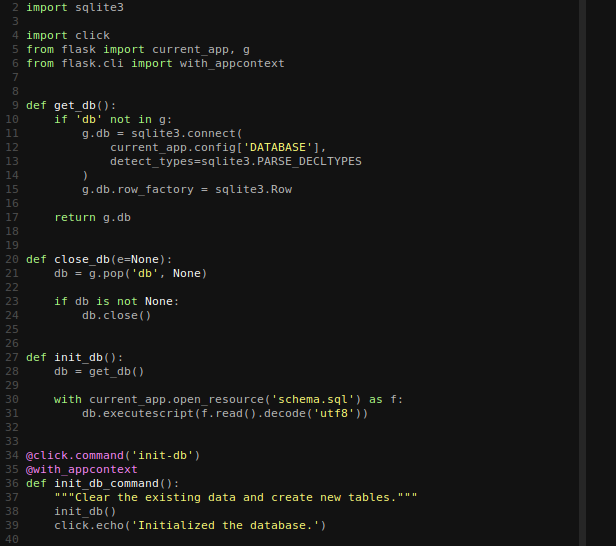 2 import sqlite3
3
4 import click
5 from flask import current_app, g
6 from flask.cli import with_appcontext
7
8
9 def get_db():
10     if 'db' not in g:
11         g.db = sqlite3.connect(
12             current_app.config['DATABASE'],
13             detect_types=sqlite3.PARSE_DECLTYPES
14         )
15         g.db.row_factory = sqlite3.Row
16
17     return g.db
18
19
20 def close_db(e=None):
21     db = g.pop('db', None)
22
23     if db is not None:
24         db.close()
25
26
27 def init_db():
28     db = get_db()
29
30     with current_app.open_resource('schema.sql') as f:
31         db.executescript(f.read().decode('utf8'))
32
33
34 @click.command('init-db')
35 @with_appcontext
36 def init_db_command():
37     """Clear the existing data and create new tables."""
38     init_db()
39     click.echo('Initialized the database.')
40